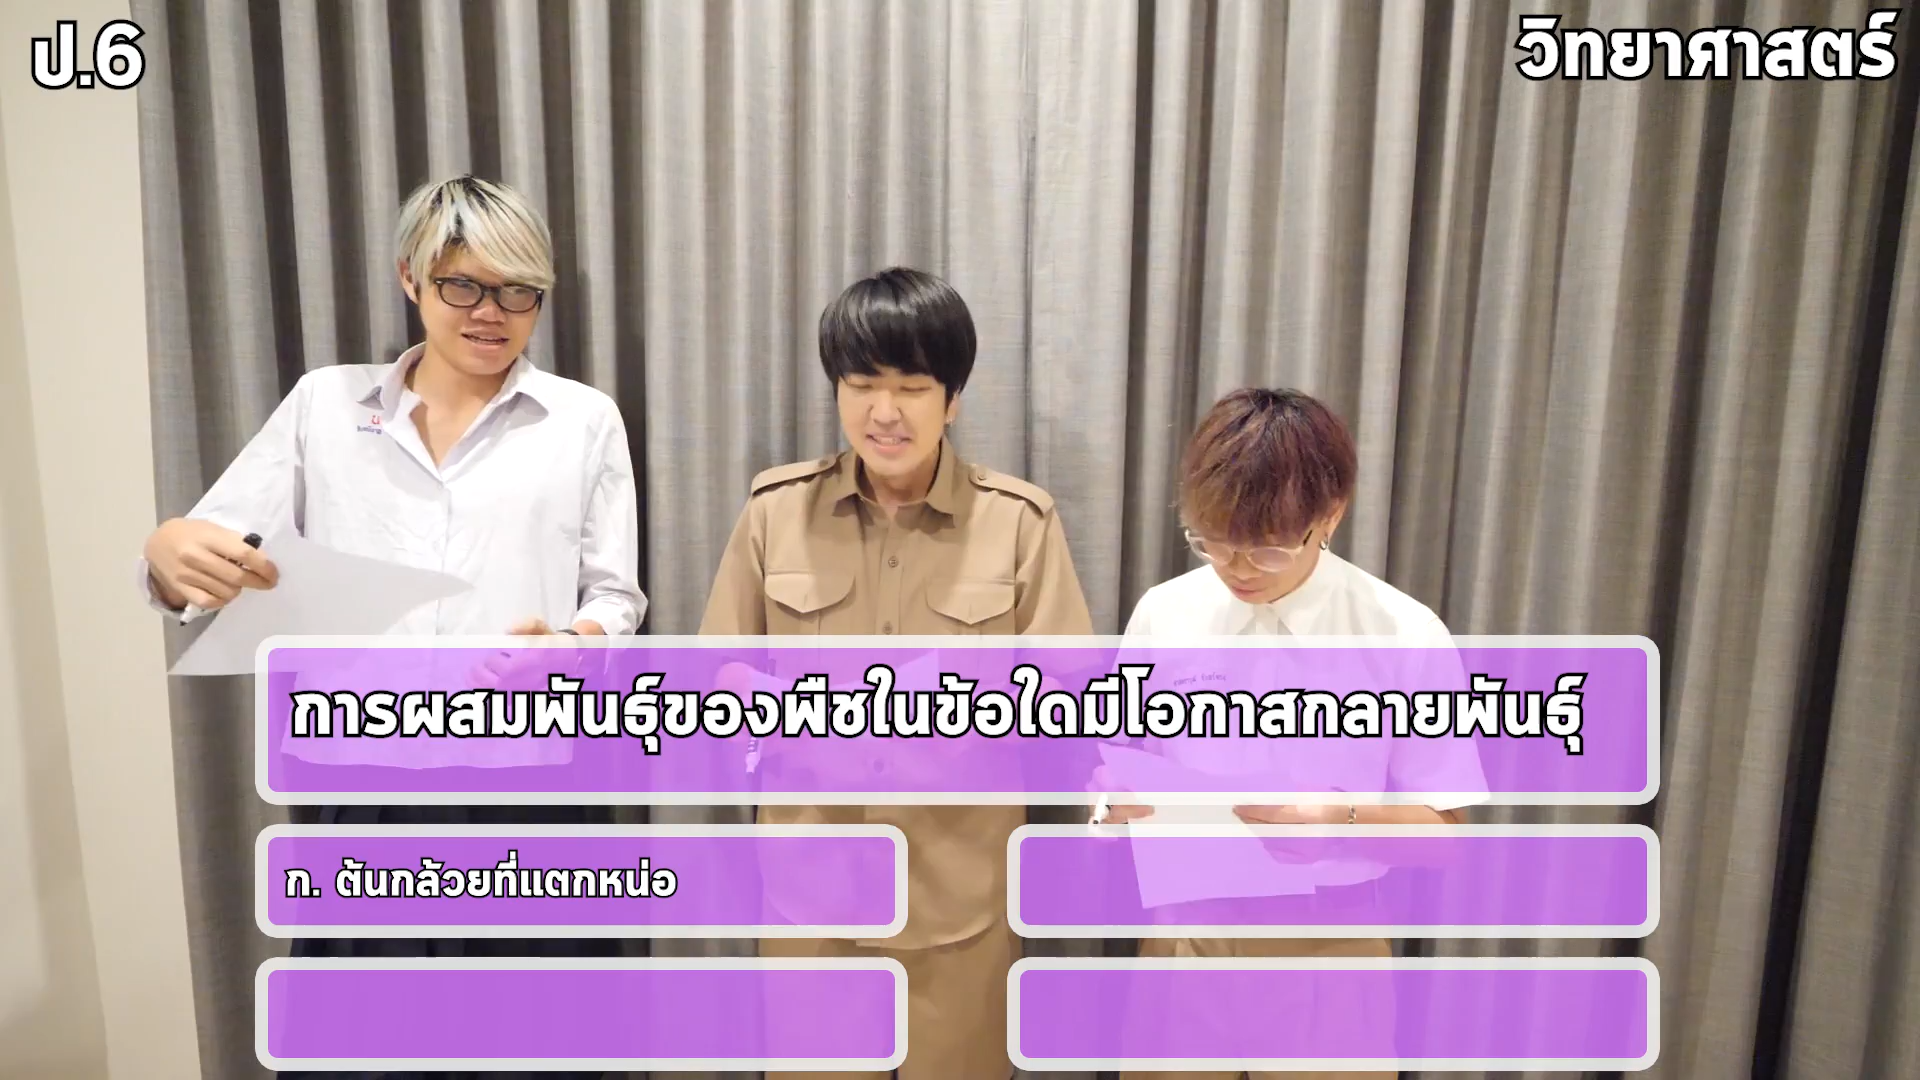 ป.6
วิทยาศาสตร์
การผสมพันธุ์ของพืชในข้อใดมีโอกาสกลายพันธุ์
ก. ต้นกล้วยที่แตกหน่อ